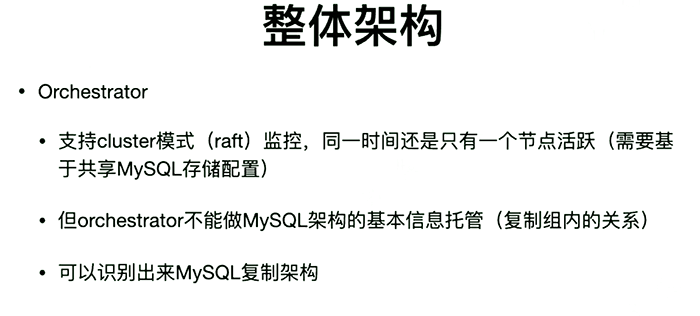 整体架构
• Orchestrator
• 支持cluster模式（raft）监控，同一时间还是只有一个节点活跃（需要基
于共享MySQL存储配置）
• 但orchestrator不能做MySQL架构的基本信息托管（复制组内的关系）
• 可以识别出来MySQL复制架构